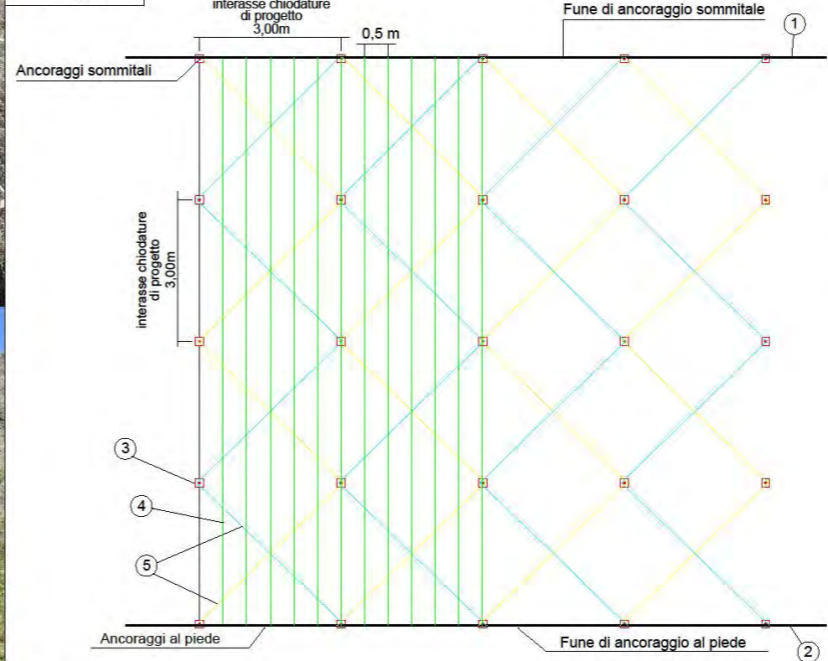 interasse chiodature
di progetto
3,00m
0,5 m
Fune di ancoraggio sommitale
1
Ancoraggi sommitali
interasse chiodature
di progetto
3,00m
3
4
5
Ancoraggi al piede
Fune di ancoraggio al piede
2